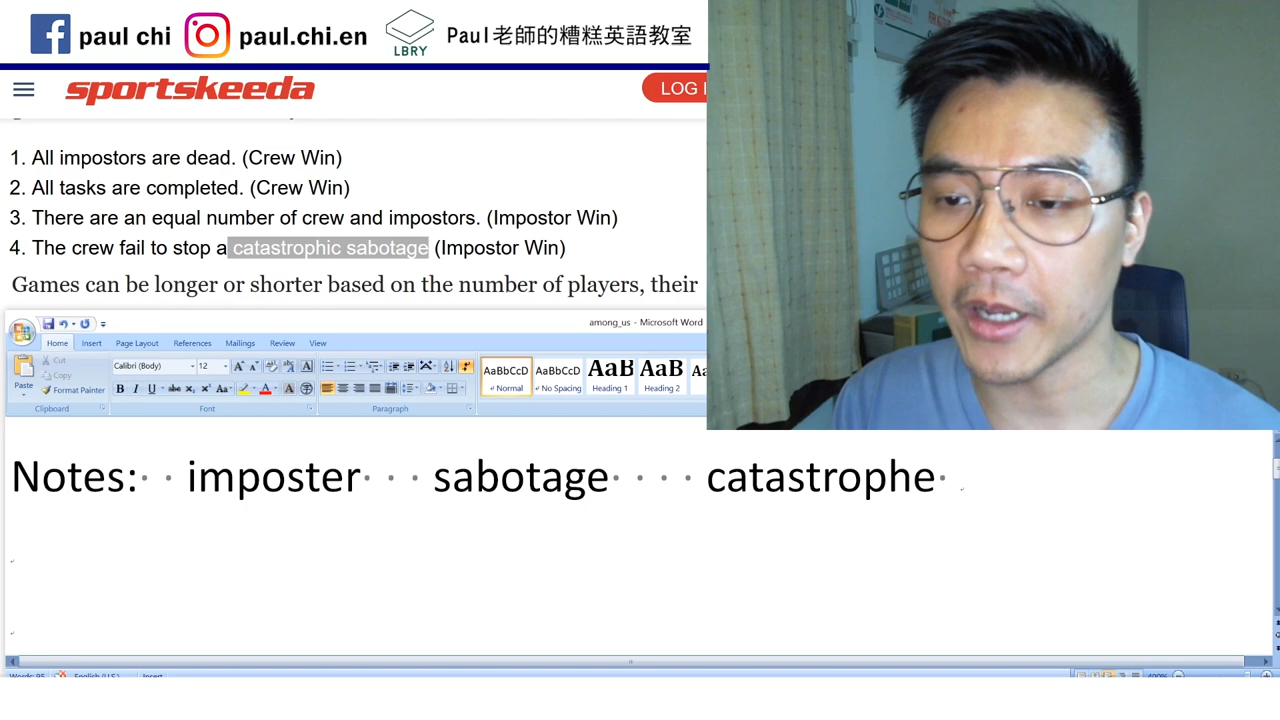 paul chi paul.chi.en LBRY Paul老師的糟糕英語教室
sportskeeda LOG
1. All impostors are dead. (Crew Win)
2. All tasks are completed. (Crew Win)
3. There are an equal number of crew and impostors. (Impostor Win)
4. The crew fail to stop a catastrophic sabotage (Impostor Win)
Games can be longer or shorter based on the number of players, their
among_us - Microsoft Word
Home Insert Page Layout References Mailings Review View
Paste Cut Copy Format Painter
Calibri (Body) 12
AaBbCcD AaBbCcD AaB AaB
Normal No Spacing Heading 1 Heading 2
Clipboard Font Paragraph
Notes: imposter sabotage catastrophe
Words: 95 English (U.S.) Insert 400%